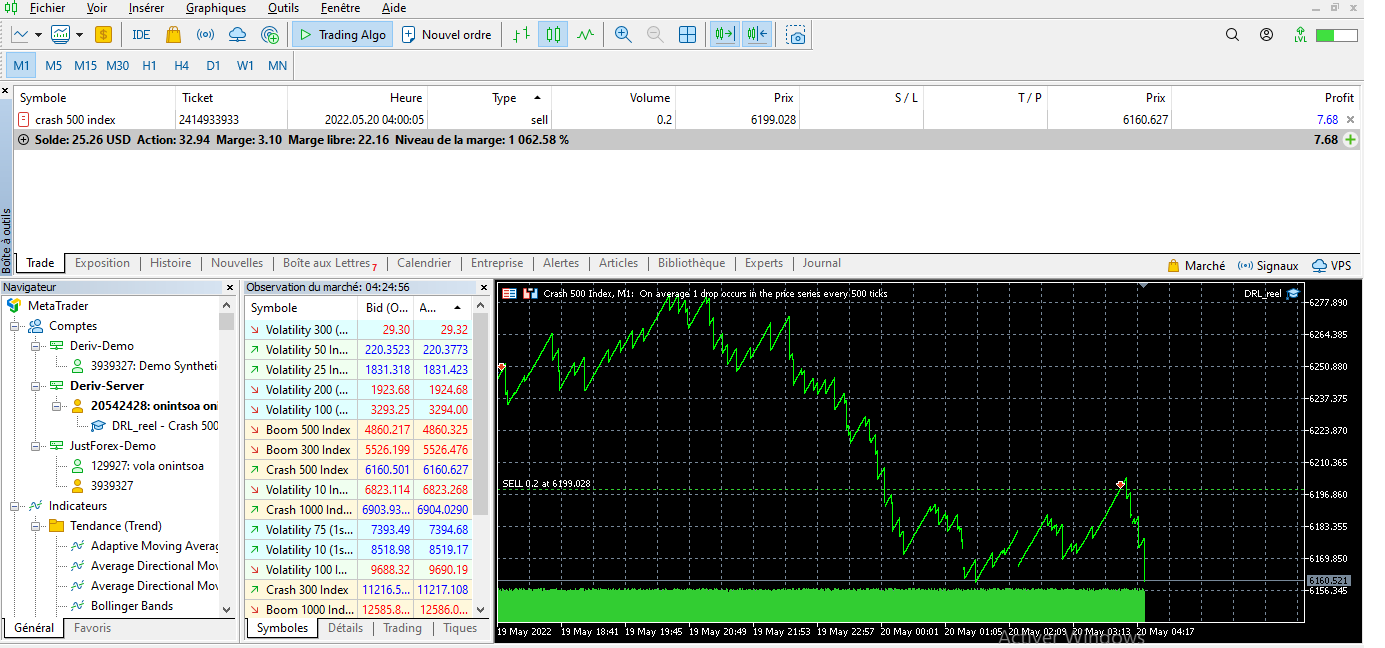 Fichier Voir Insérer Graphiques Outils Fenêtre Aide
IDE Trading Algo Nouvel ordre LVL
M1 M5 M15 M30 H1 H4 D1 W1 MN
Symbole Ticket Heure Type Volume Prix S / L T / P Prix Profit
crash 500 index 2414933933 2022.05.20 04:00:05 sell 0.2 6199.028 6160.627 7.68
Solde: 25.26 USD Action: 32.94 Marge: 3.10 Marge libre: 22.16 Niveau de la marge: 1 062.58 % 7.68
Boîte à outils
Trade Exposition Histoire Nouvelles Boîte aux Lettres 7 Calendrier Entreprise Alertes Articles Bibliothèque Experts Journal Marché Signaux VPS
Navigateur
MetaTrader
Comptes
Deriv-Demo
3939327: Demo Syntheti
Deriv-Server
20542428: onintsoa oni
DRL_reel - Crash 500
JustForex-Demo
129927: vola onintsoa
3939327
Indicateurs
Tendance (Trend)
Adaptive Moving Averag
Average Directional Mov
Average Directional Mov
Bollinger Bands
Général Favoris
Observation du marché: 04:24:56
Symbole Bid (O... A...
Volatility 300 (... 29.30 29.32
Volatility 50 In... 220.3523 220.3773
Volatility 25 In... 1831.318 1831.423
Volatility 200 (... 1923.68 1924.68
Volatility 100 (... 3293.25 3294.00
Boom 500 Index 4860.217 4860.325
Boom 300 Index 5526.199 5526.476
Crash 500 Index 6160.501 6160.627
Volatility 10 In... 6823.114 6823.268
Crash 1000 Ind... 6903.93... 6904.0290
Volatility 75 (1s... 7393.49 7394.68
Volatility 10 (1s... 8518.98 8519.17
Volatility 100 I... 9688.32 9690.19
Crash 300 Index 11216.5... 11217.108
Boom 1000 Ind... 12585.8... 12586.0...
Symboles Détails Trading Tiques
Crash 500 Index, M1: On average 1 drop occurs in the price series every 500 ticks
DRL_reel
SELL 0.2 at 6199.028
6277.890
6264.385
6250.880
6237.375
6223.870
6210.365
6196.860
6183.355
6169.850
6160.521
6156.345
19 May 2022 19 May 18:41 19 May 19:45 19 May 20:49 19 May 21:53 19 May 22:57 20 May 00:01 20 May 01:05 20 May 02:09 20 May 03:13 20 May 04:17
Activer Windows